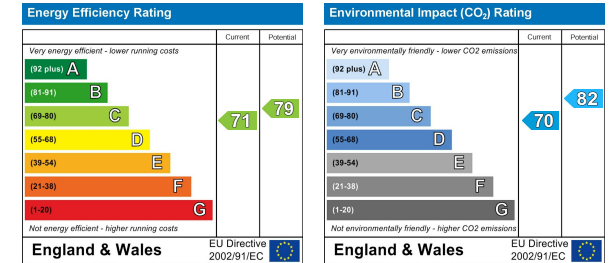 Energy Efficiency Rating
Current Potential
Very energy efficient - lower running costs
(92 plus) A
(81-91) B
(69-80) C
(55-68) D
(39-54) E
(21-38) F
(1-20) G
71
79
Not energy efficient - higher running costs
England & Wales
EU Directive
2002/91/EC
Environmental Impact (CO₂) Rating
Current Potential
Very environmentally friendly - lower CO2 emissions
(92 plus) A
(81-91) B
(69-80) C
(55-68) D
(39-54) E
(21-38) F
(1-20) G
70
82
Not environmentally friendly - higher CO2 emissions
England & Wales
EU Directive
2002/91/EC